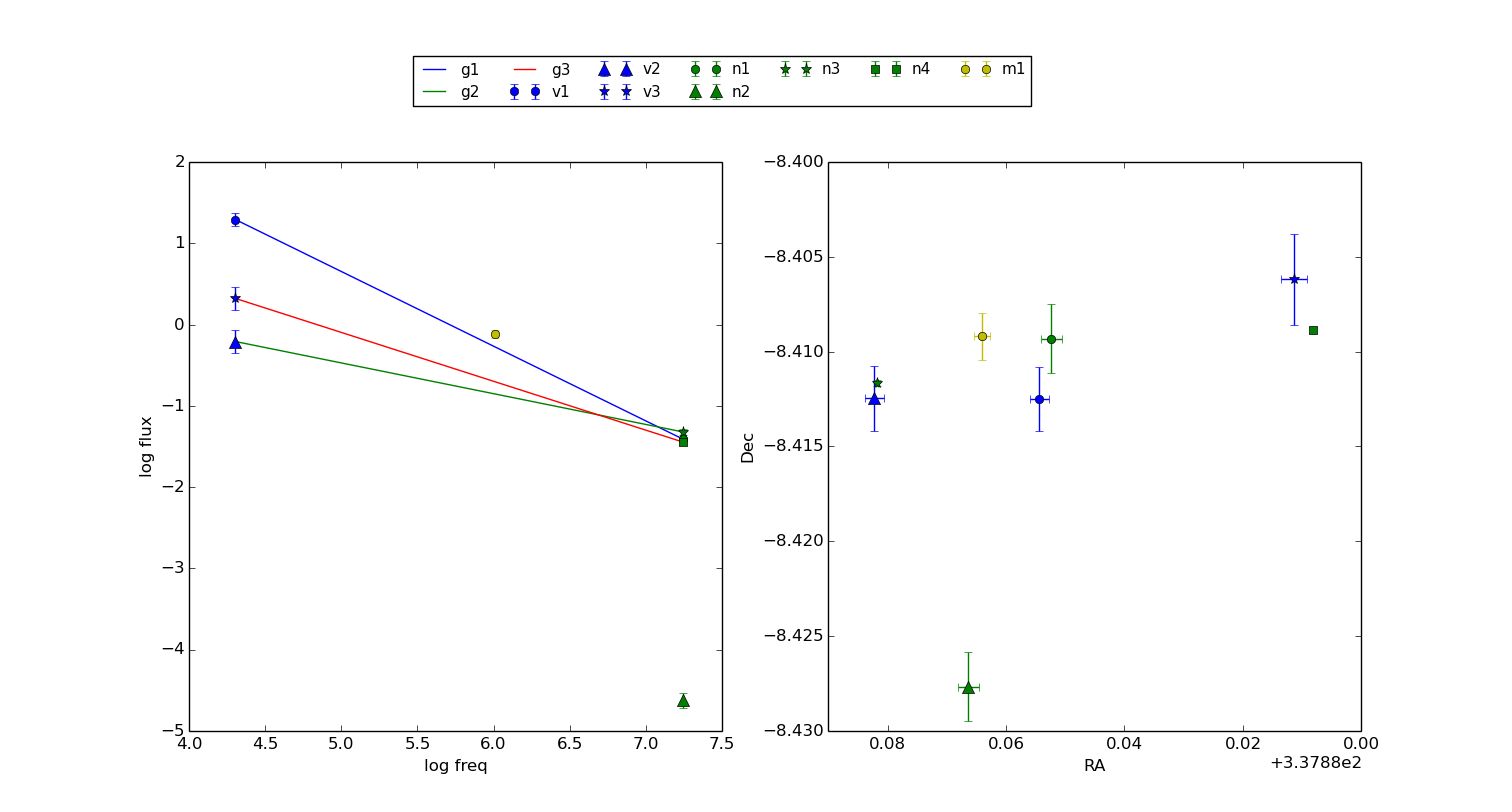 g1 g3 v2 n1 n3 n4 m1
g2 v1 v3 n2
2
1
0
−1
−2
−3
−4
−5
log flux
4.0 4.5 5.0 5.5 6.0 6.5 7.0 7.5
log freq
−8.400
−8.405
−8.410
−8.415
−8.420
−8.425
−8.430
Dec
0.08 0.06 0.04 0.02 0.00
+3.3788e2
RA